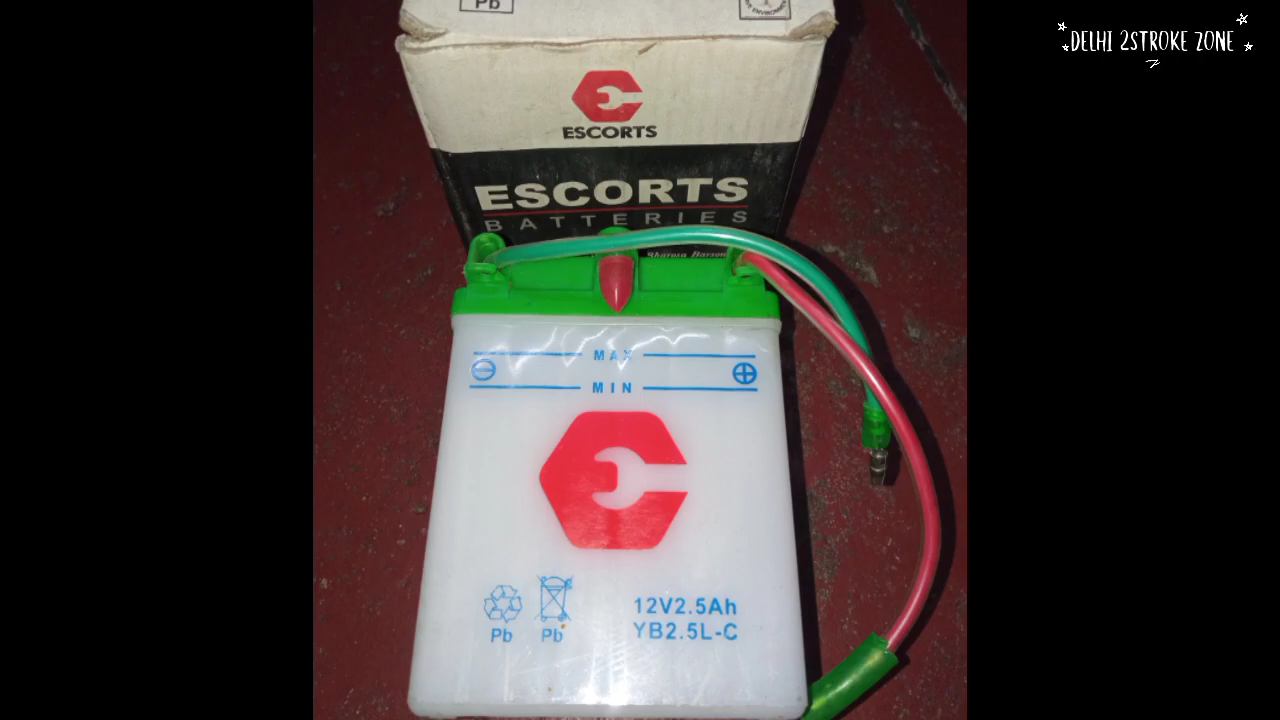 Pb
DELHI 2STROKE ZONE
ESCORTS
ESCORTS
BATTERIES
MAX
MIN
12V2.5Ah
YB2.5L-C
Pb
Pb